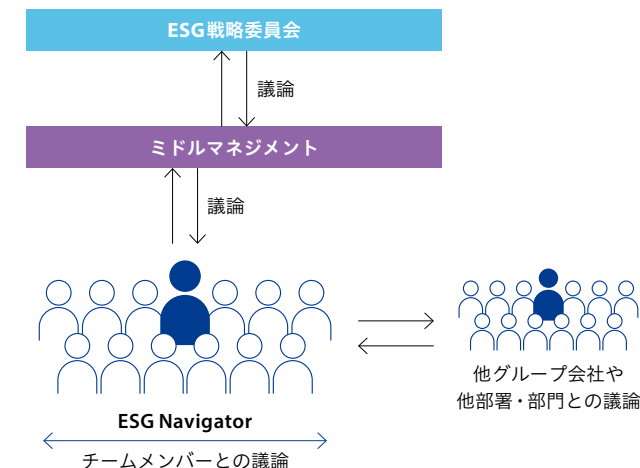 ESG戦略委員会
議論
ミドルマネジメント
議論
ESG Navigator
チームメンバーとの議論
他グループ会社や
他部署・部門との議論